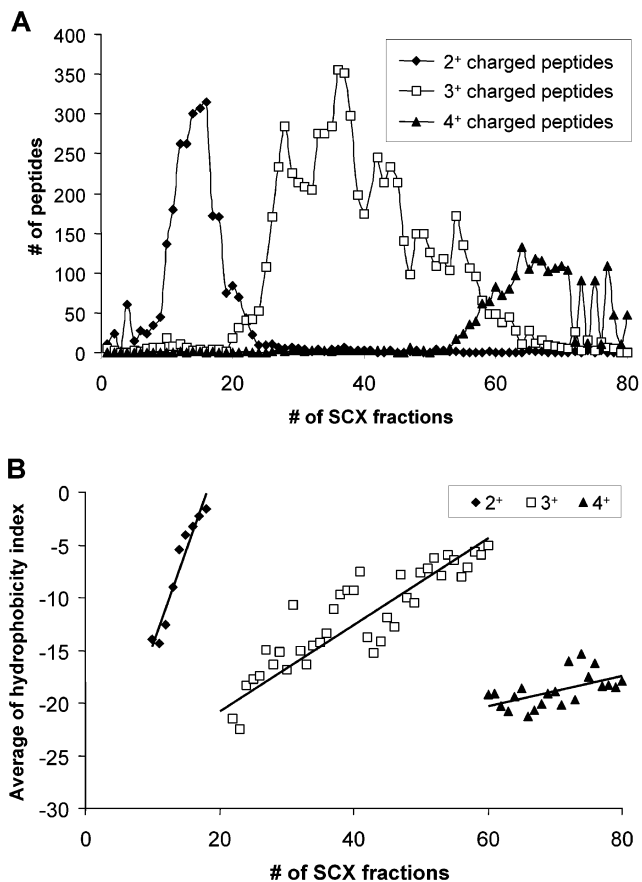 A
400
350
300
250
200
150
100
50
0
# of peptides
2+ charged peptides
3+ charged peptides
4+ charged peptides
0 20 40 60 80
# of SCX fractions
B
0
-5
-10
-15
-20
-25
-30
Average of hydrophobicity index
2+ 3+ 4+
0 20 40 60 80
# of SCX fractions